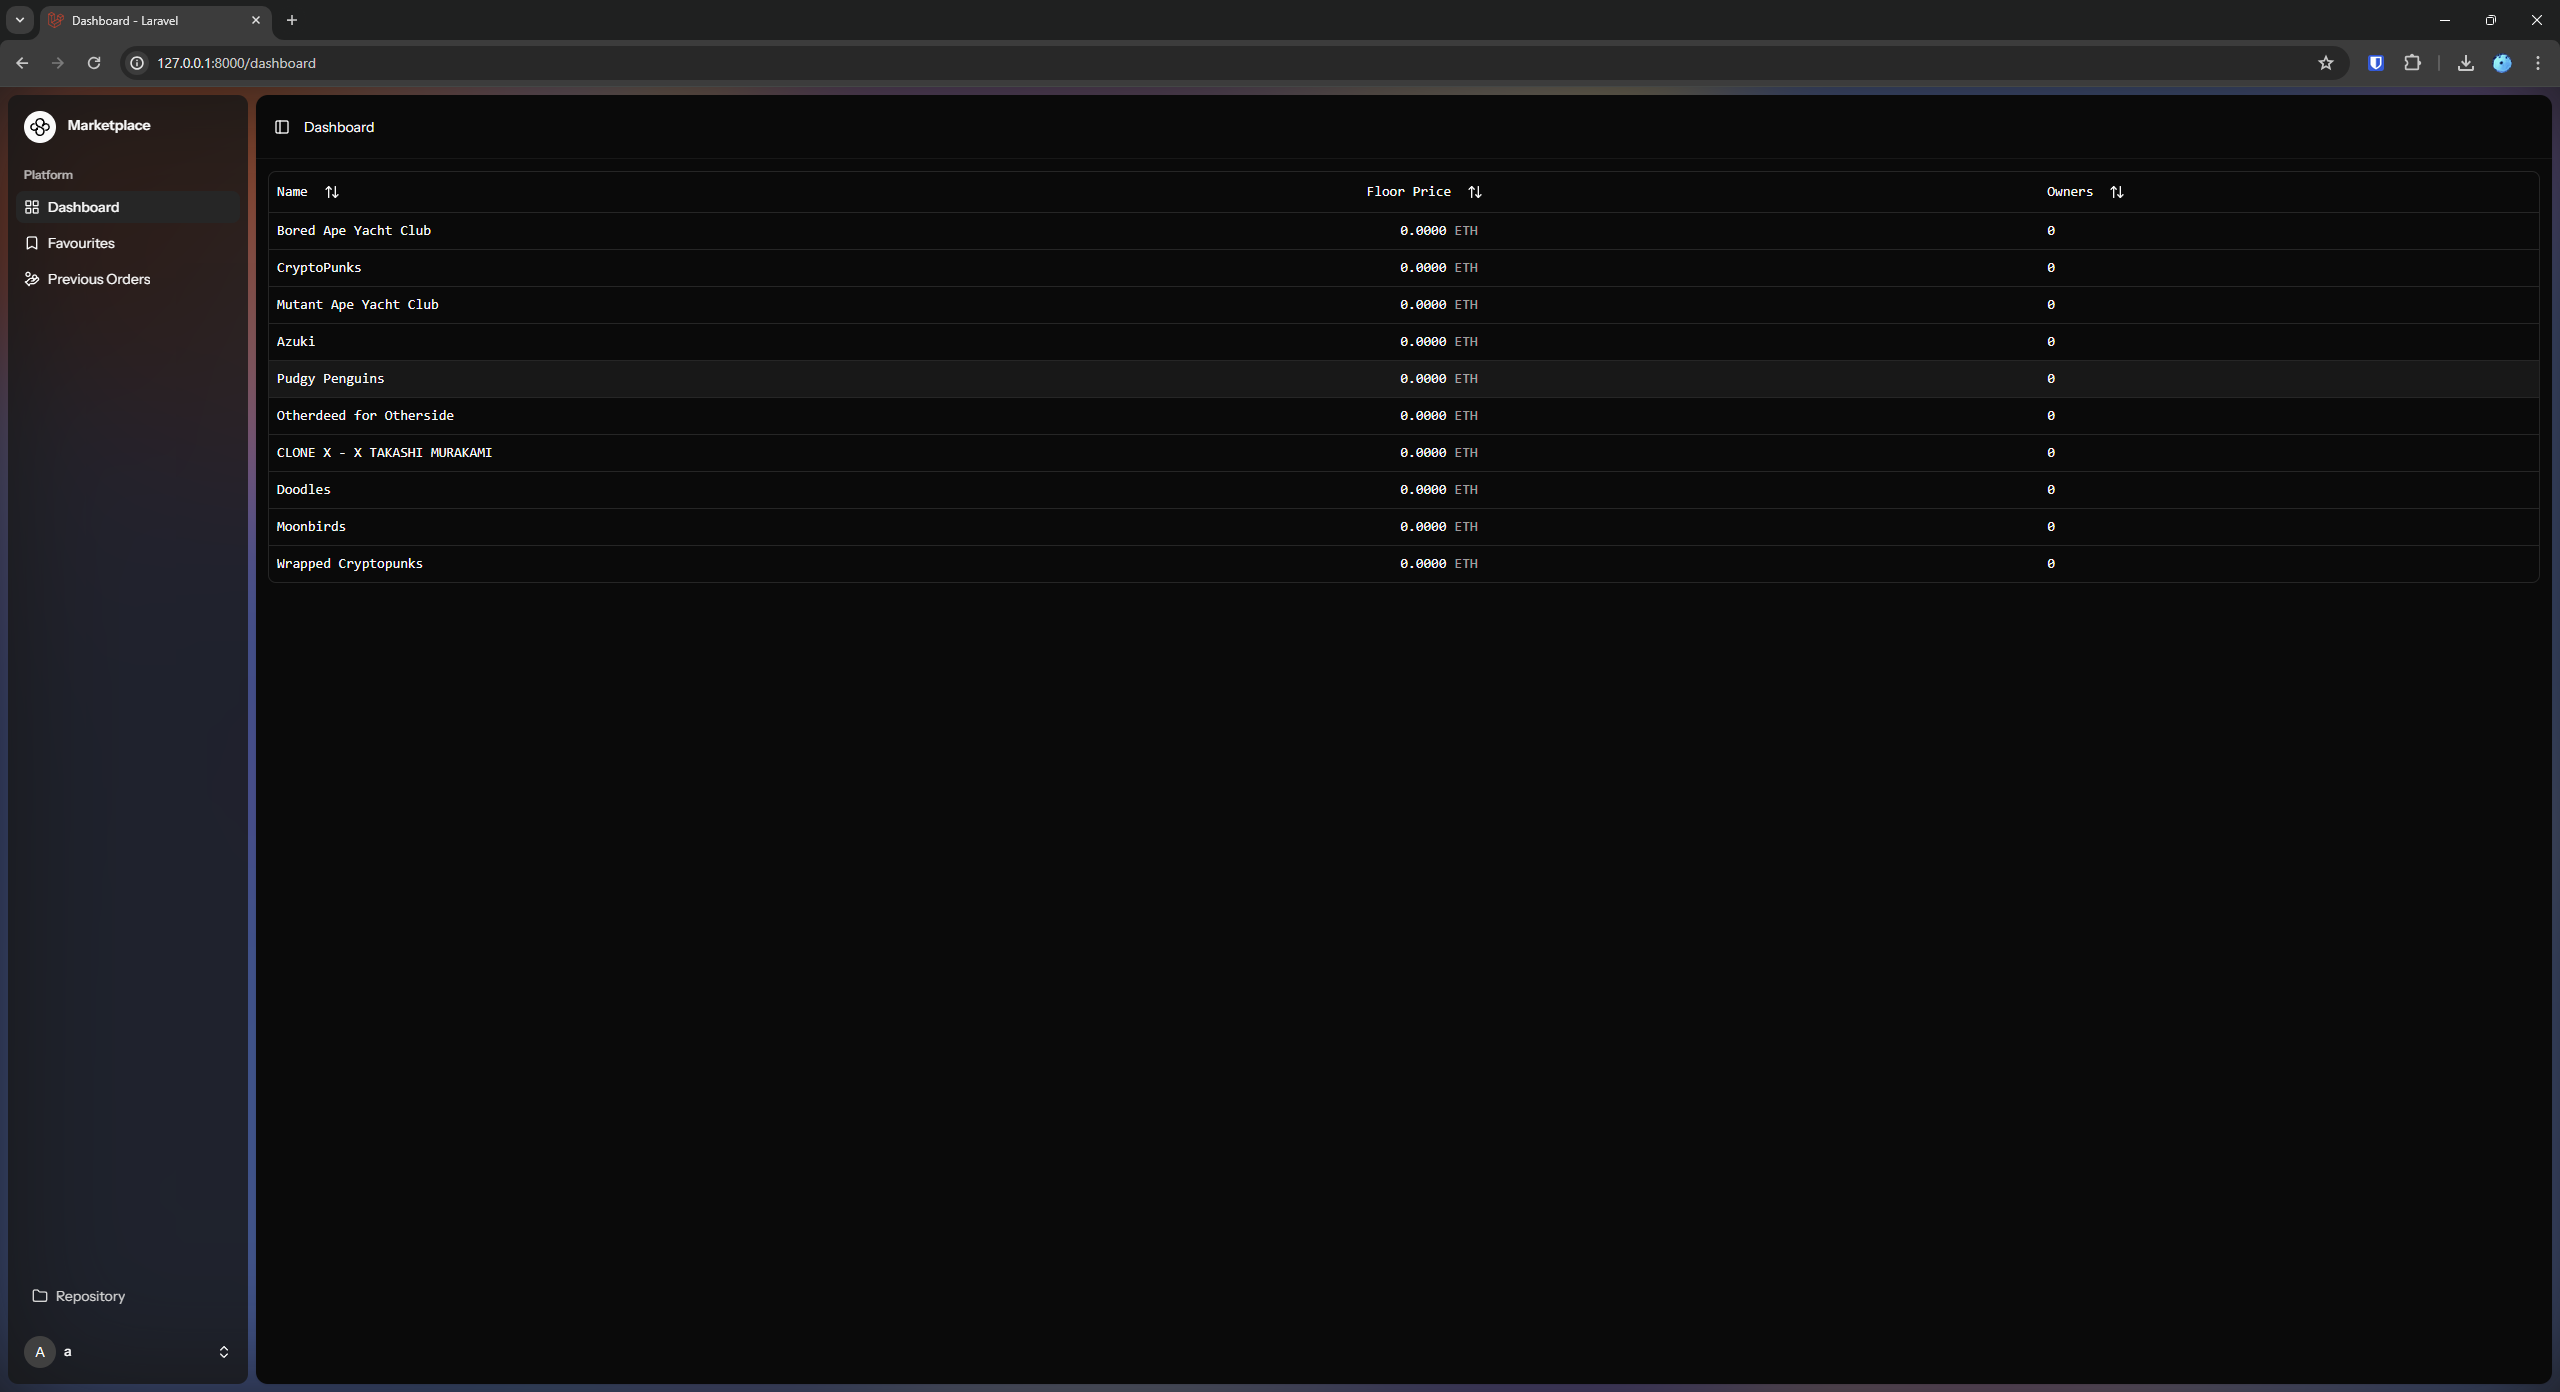 Dashboard - Laravel
127.0.0.1:8000/dashboard
Marketplace
Platform
Dashboard
Favourites
Previous Orders
Dashboard
Name Floor Price Owners
Bored Ape Yacht Club 0.0000 ETH 0
CryptoPunks 0.0000 ETH 0
Mutant Ape Yacht Club 0.0000 ETH 0
Azuki 0.0000 ETH 0
Pudgy Penguins 0.0000 ETH 0
Otherdeed for Otherside 0.0000 ETH 0
CLONE X - X TAKASHI MURAKAMI 0.0000 ETH 0
Doodles 0.0000 ETH 0
Moonbirds 0.0000 ETH 0
Wrapped Cryptopunks 0.0000 ETH 0
Repository
A a